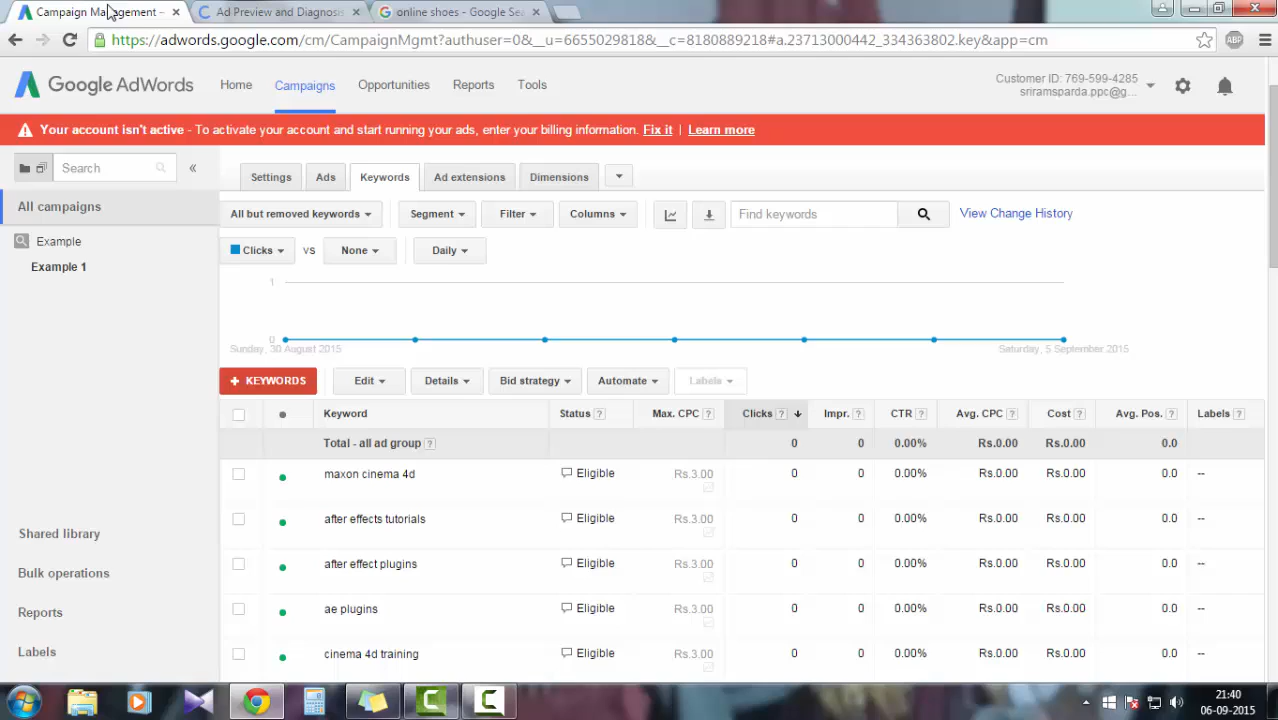 Campaign Management –
Ad Preview and Diagnosis
online shoes - Google Sea
https://adwords.google.com/cm/CampaignMgmt?authuser=0&__u=6655029818&__c=8180889218#a.23713000442_334363802.key&app=cm
ABP
Google AdWords
Home
Campaigns
Opportunities
Reports
Tools
Customer ID: 769-599-4285
sriramsparda.ppc@g...
Your account isn't active - To activate your account and start running your ads, enter your billing information. Fix it | Learn more
Search
«
Settings
Ads
Keywords
Ad extensions
Dimensions
All campaigns
Example
Example 1
Shared library
Bulk operations
Reports
Labels
All but removed keywords
Segment
Filter
Columns
Find keywords
View Change History
Clicks
VS
None
Daily
1
0
Sunday, 30 August 2015
Saturday, 5 September 2015
+ KEYWORDS
Edit
Details
Bid strategy
Automate
Labels
Keyword Status ? Max. CPC ? Clicks ? Impr. ? CTR ? Avg. CPC ? Cost ? Avg. Pos. ? Labels ?
Total - all ad group ? 0 0 0.00% Rs.0.00 Rs.0.00 0.0
maxon cinema 4d Eligible Rs.3.00 0 0 0.00% Rs.0.00 Rs.0.00 0.0 --
after effects tutorials Eligible Rs.3.00 0 0 0.00% Rs.0.00 Rs.0.00 0.0 --
after effect plugins Eligible Rs.3.00 0 0 0.00% Rs.0.00 Rs.0.00 0.0 --
ae plugins Eligible Rs.3.00 0 0 0.00% Rs.0.00 Rs.0.00 0.0 --
cinema 4d training Eligible Rs.3.00 0 0 0.00% Rs.0.00 Rs.0.00 0.0 --
21:40
06-09-2015